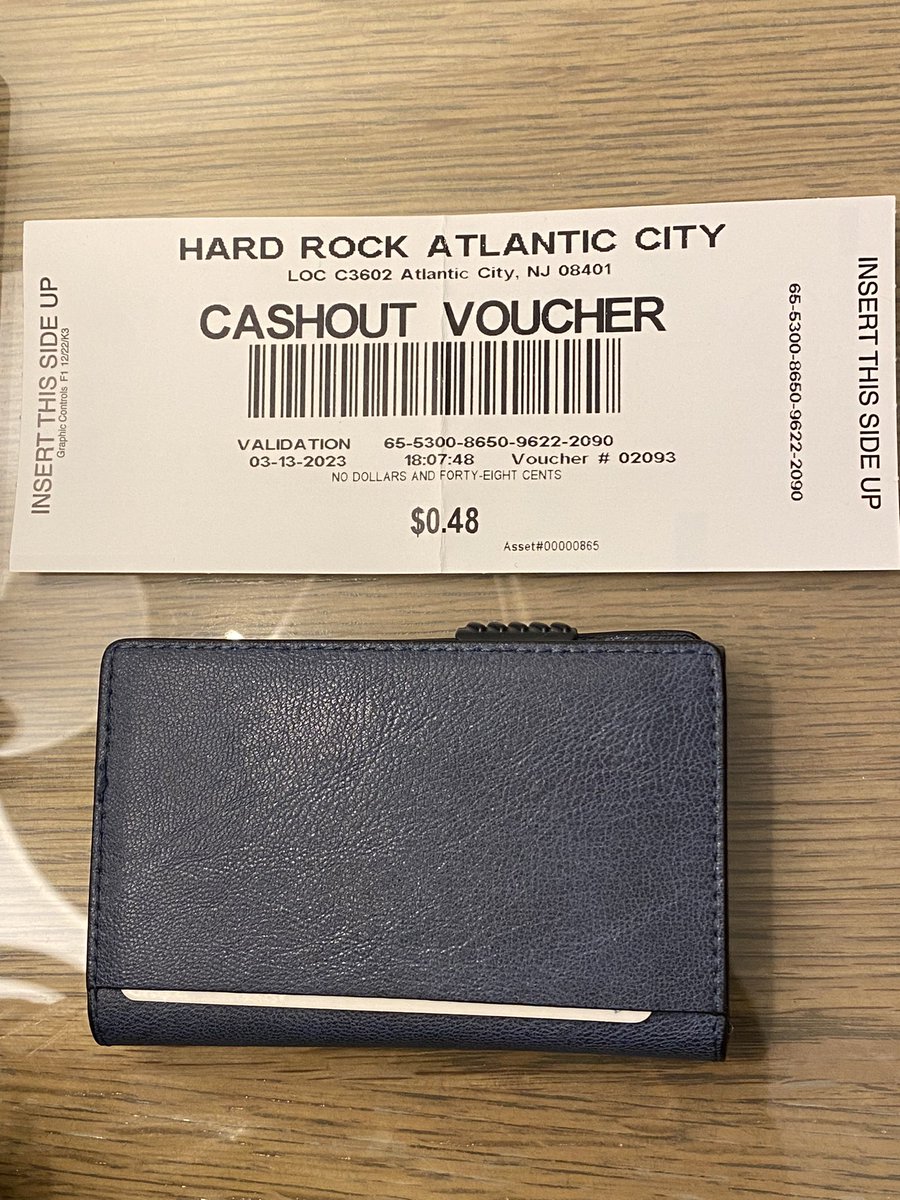 INSERT THIS SIDE UP
Graphic Controls F1 12/22/K3
HARD ROCK ATLANTIC CITY
LOC C3602 Atlantic City, NJ 08401
CASHOUT VOUCHER
VALIDATION 65-5300-8650-9622-2090
03-13-2023 18:07:48 Voucher # 02093
NO DOLLARS AND FORTY-EIGHT CENTS
$0.48
Asset#00000865
65-5300-8650-9622-2090
INSERT THIS SIDE UP